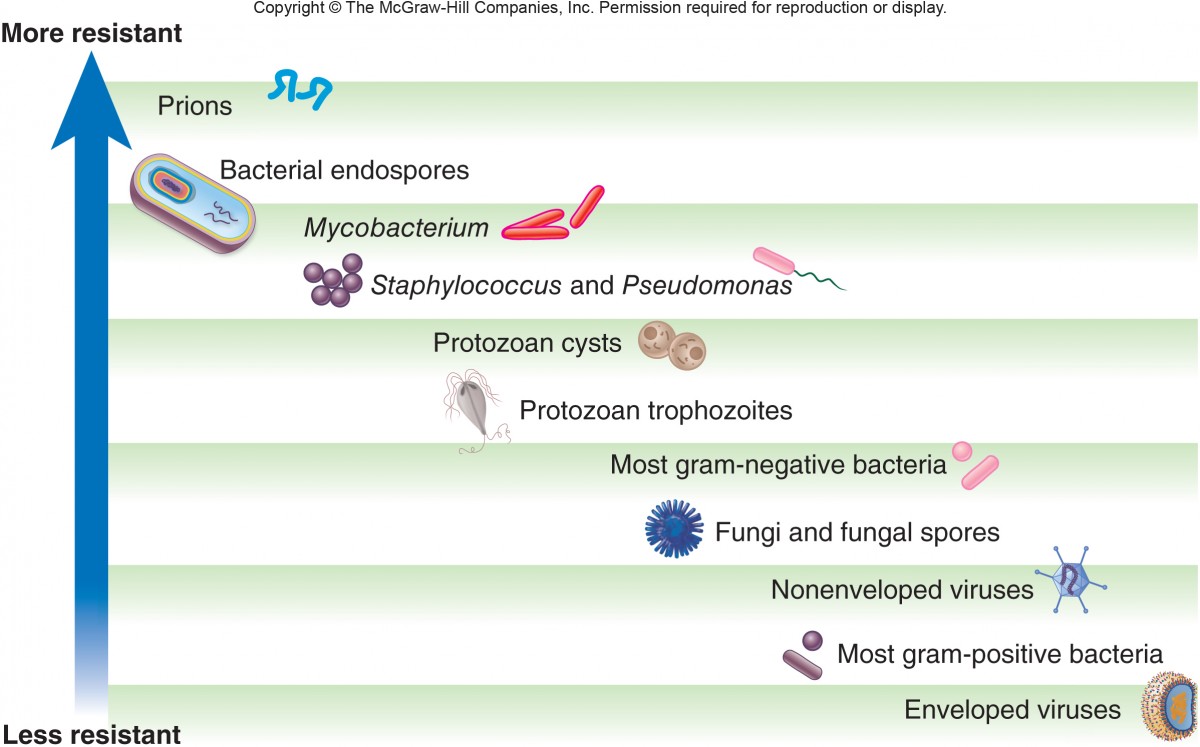 Copyright © The McGraw-Hill Companies, Inc. Permission required for reproduction or display.
More resistant
Prions
Bacterial endospores
Mycobacterium
Staphylococcus and Pseudomonas
Protozoan cysts
Protozoan trophozoites
Most gram-negative bacteria
Fungi and fungal spores
Nonenveloped viruses
Most gram-positive bacteria
Enveloped viruses
Less resistant